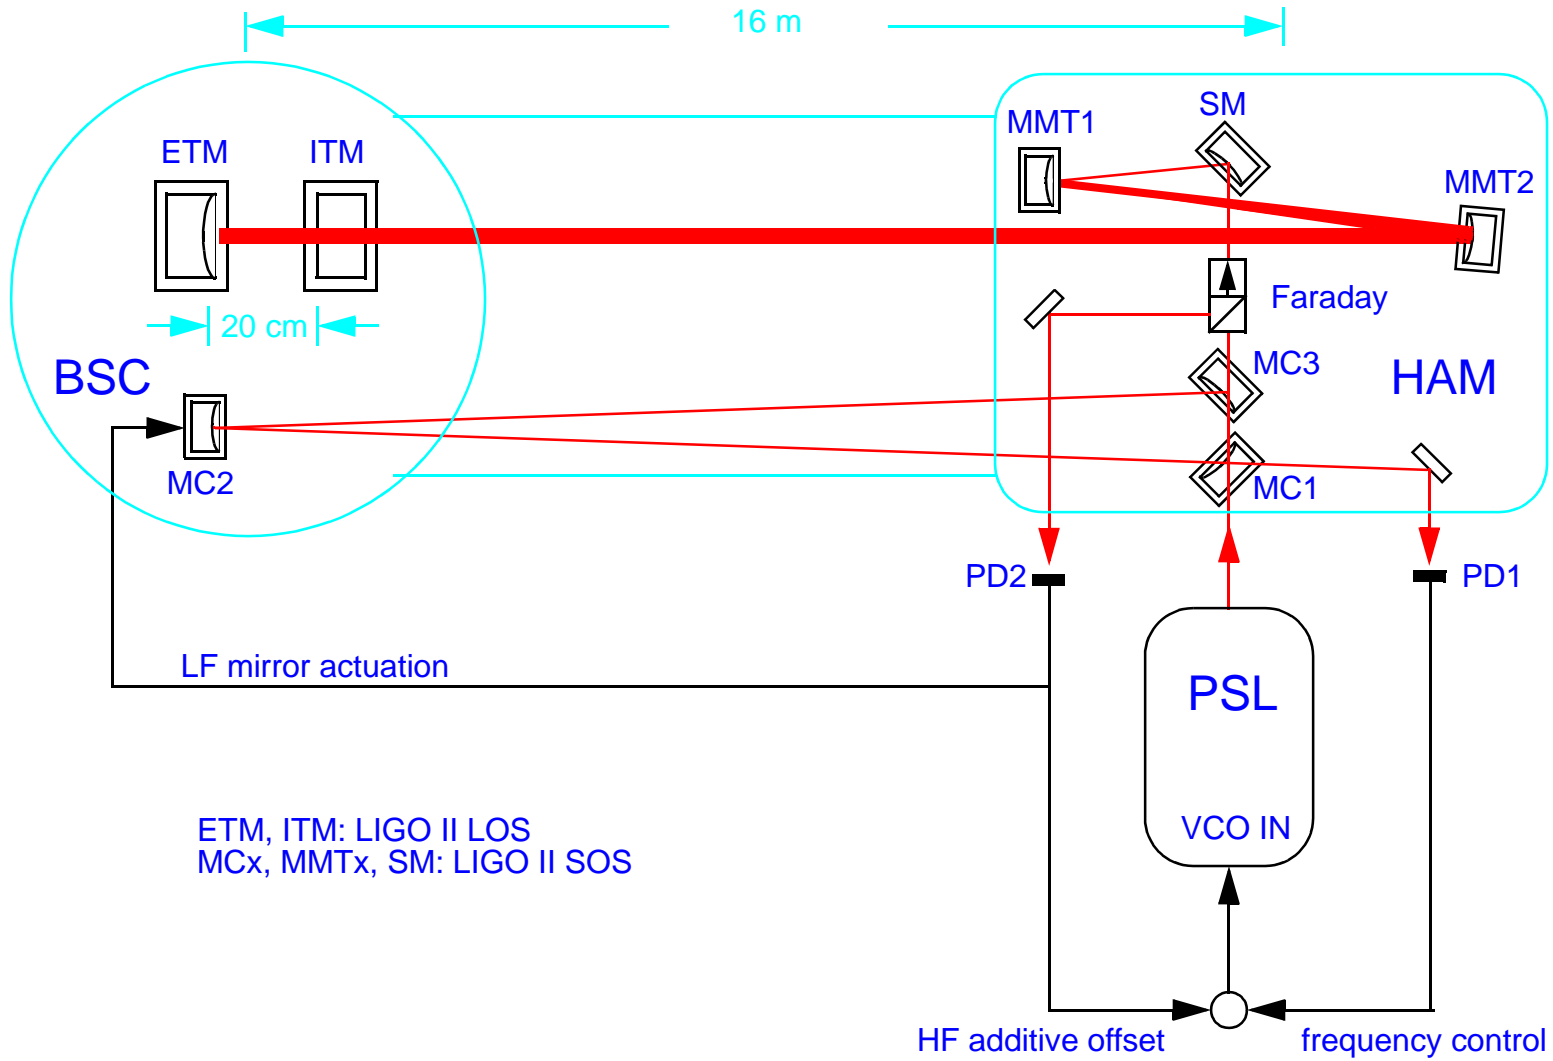 16 m
SM
MMT1
ETM
ITM
MMT2
Faraday
20 cm
BSC
MC3
HAM
MC2
MC1
PD2
PD1
LF mirror actuation
PSL
VCO IN
ETM, ITM: LIGO II LOS
MCx, MMTx, SM: LIGO II SOS
HF additive offset
frequency control